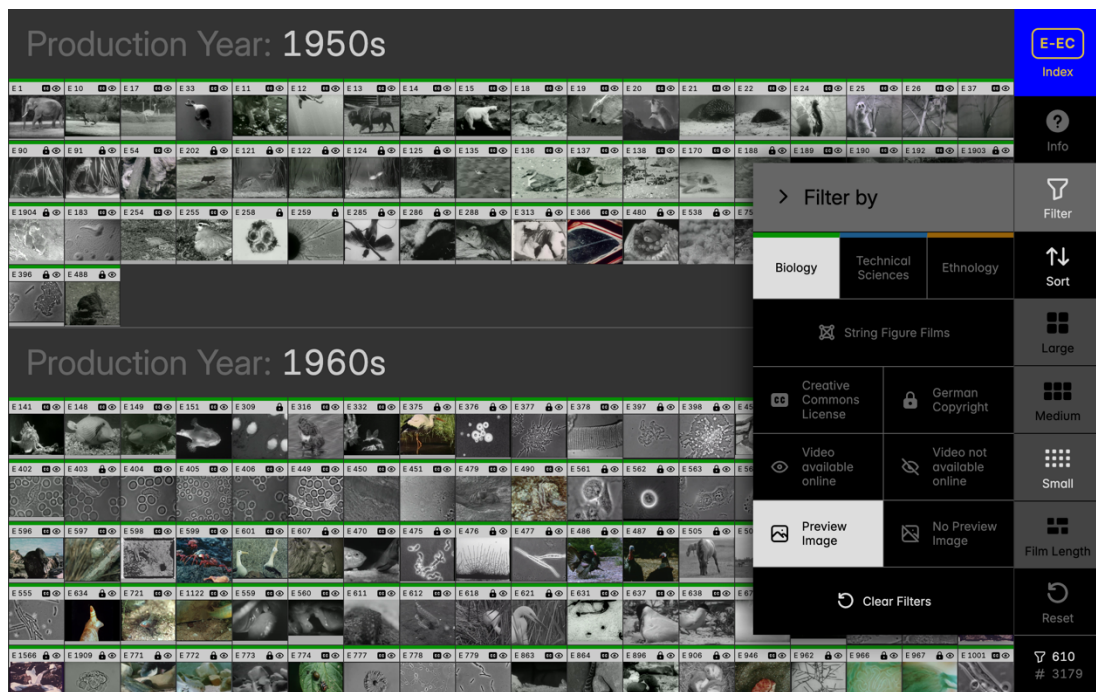 Production Year: 1950s
E 1 E 10 E 17 E 33 E 11 E 12 E 13 E 14 E 15 E 18 E 19 E 20 E 21 E 22 E 24 E 25 E 26 E 37
E 90 E 91 E 54 E 202 E 121 E 122 E 124 E 125 E 135 E 136 E 137 E 138 E 170 E 188 E 189 E 190 E 192 E 1903
E 1904 E 183 E 254 E 255 E 258 E 259 E 285 E 286 E 288 E 313 E 366 E 480 E 538
E 396 E 488
Production Year: 1960s
E 141 E 148 E 149 E 151 E 309 E 316 E 332 E 375 E 376 E 377 E 378 E 397 E 398
E 402 E 403 E 404 E 405 E 406 E 449 E 450 E 451 E 479 E 490 E 561 E 562 E 563
E 596 E 597 E 598 E 599 E 601 E 607 E 470 E 475 E 476 E 477 E 486 E 487 E 505
E 555 E 634 E 721 E 1122 E 559 E 560 E 611 E 612 E 618 E 621 E 631 E 637 E 638
E 1566 E 1909 E 771 E 772 E 773 E 774 E 777 E 778 E 779 E 863 E 864 E 896 E 906 E 946 E 962 E 966 E 967 E 1001
Filter by
Biology
Technical
Sciences
Ethnology
String Figure Films
CC
Creative
Commons
License
German
Copyright
Video
available
online
Video not
available
online
Preview
Image
No Preview
Image
Clear Filters
E-EC
Index
Info
Filter
Sort
Large
Medium
Small
Film Length
Reset
610
# 3179